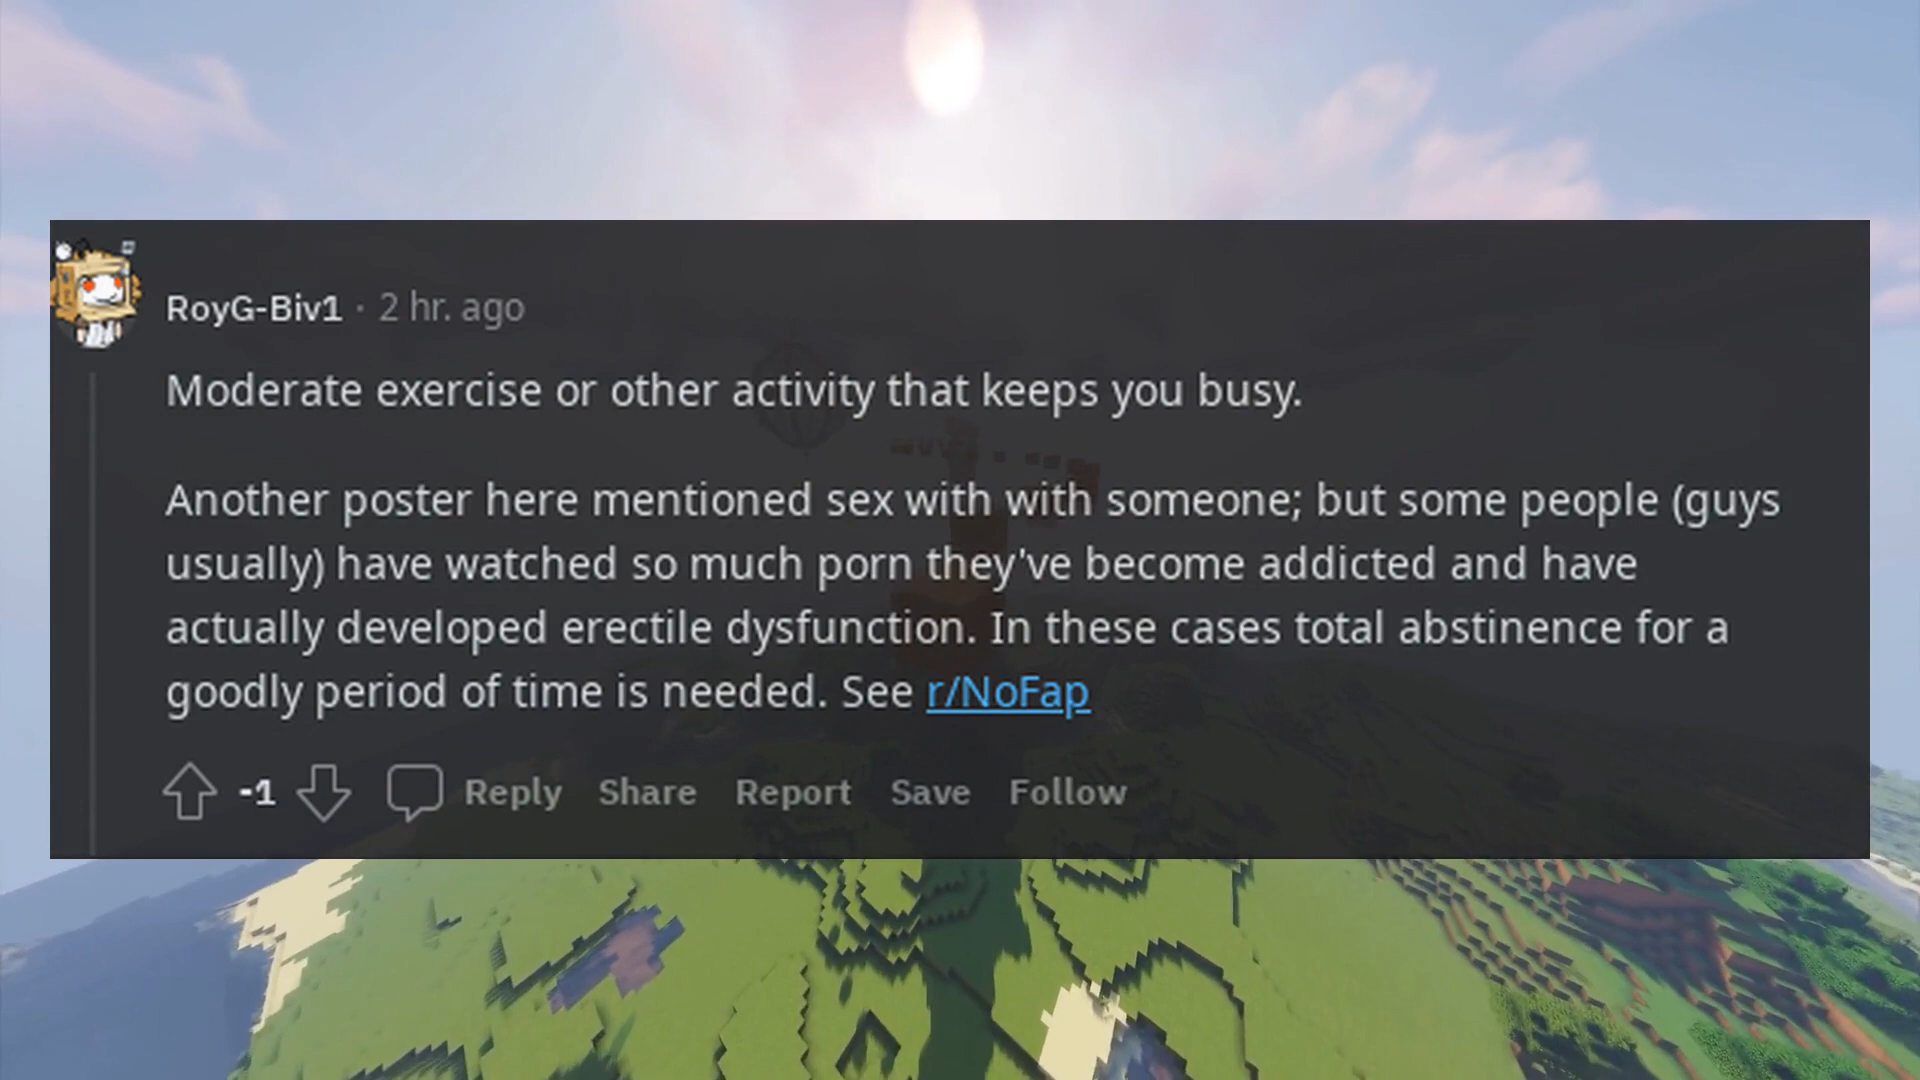 RoyG-Biv1 · 2 hr. ago
Moderate exercise or other activity that keeps you busy.
Another poster here mentioned sex with with someone; but some people (guys
usually) have watched so much porn they've become addicted and have
actually developed erectile dysfunction. In these cases total abstinence for a
goodly period of time is needed. See r/NoFap
-1 Reply Share Report Save Follow